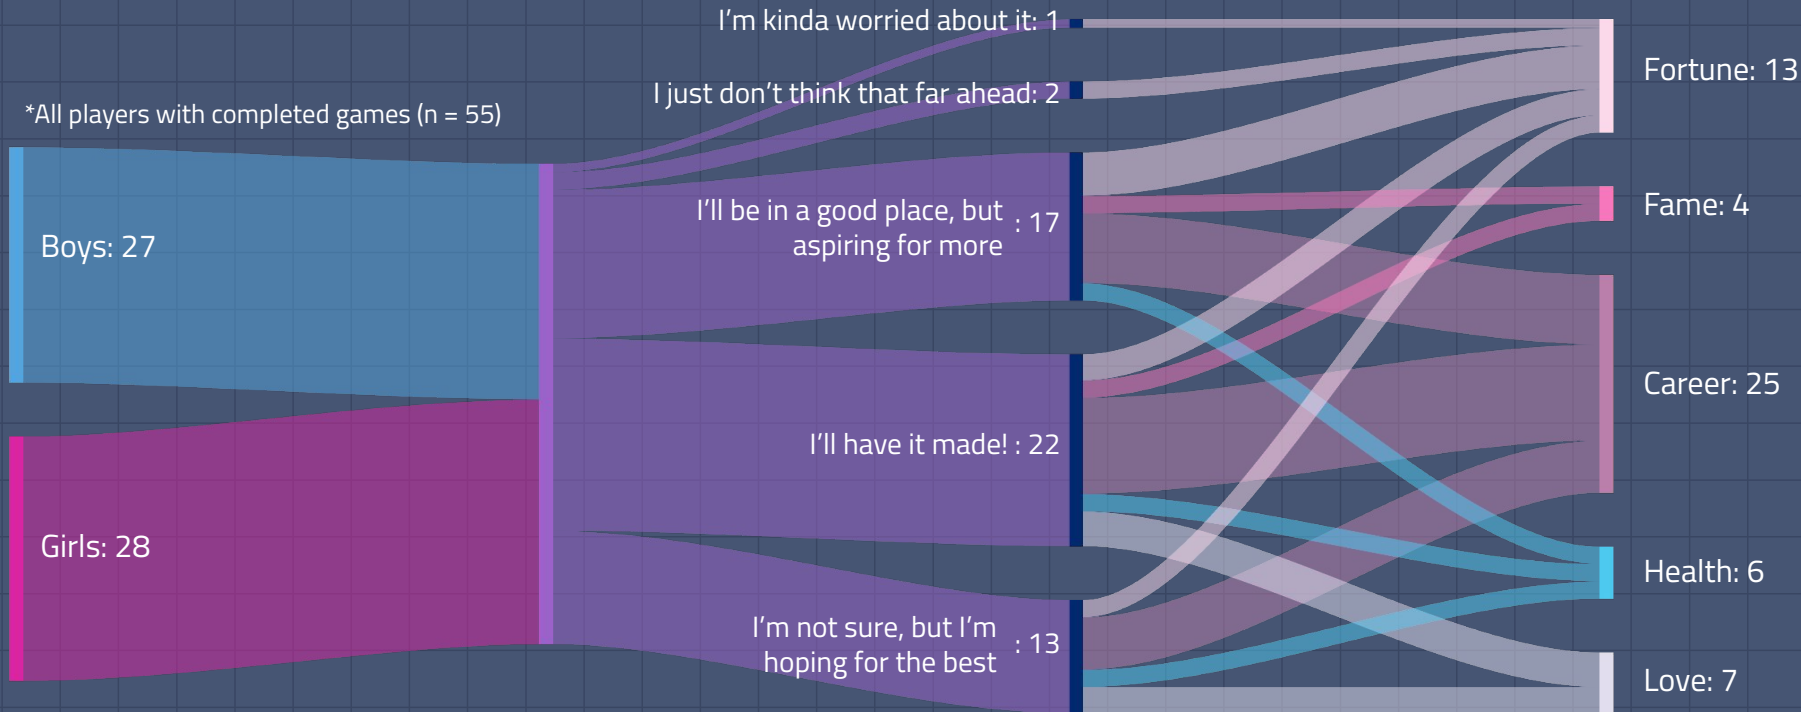 *All players with completed games (n = 55)
Boys: 27
Girls: 28
I'm kinda worried about it: 1
I just don't think that far ahead: 2
I'll be in a good place, but
aspiring for more : 17
I'll have it made! : 22
I'm not sure, but I'm
hoping for the best : 13
Fortune: 13
Fame: 4
Career: 25
Health: 6
Love: 7